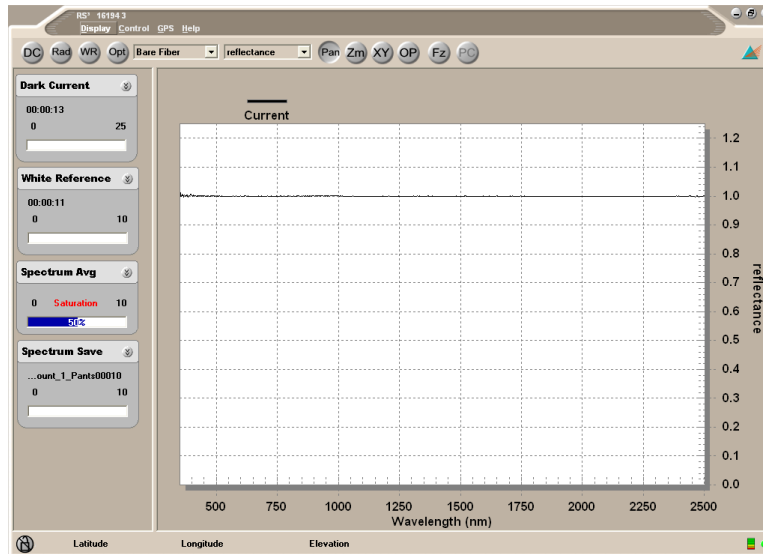 RS³ 16194 3
Display Control GPS Help
DC Rad WR Opt Bare Fiber reflectance Pan Zm XY OP Fz PC
Dark Current
00:00:13
0 25
White Reference
00:00:11
0 10
Spectrum Avg
0 Saturation 10
50%
Spectrum Save
...ount_1_Pants00010
0 10
Current
1.2
1.1
1.0
0.9
0.8
0.7
0.6
0.5
0.4
0.3
0.2
0.1
0.0
reflectance
500 750 1000 1250 1500 1750 2000 2250 2500
Wavelength (nm)
Latitude Longitude Elevation